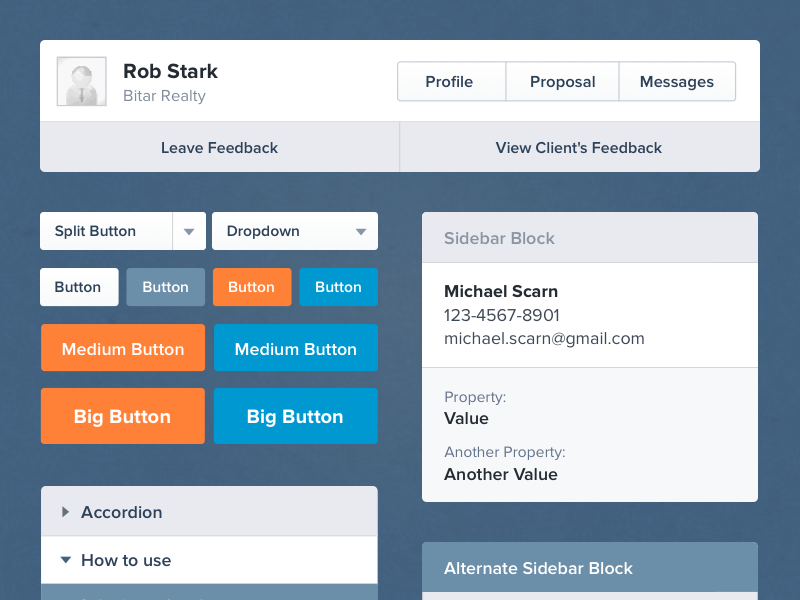 Rob Stark
Bitar Realty
Profile
Proposal
Messages
Leave Feedback
View Client's Feedback
Split Button
Dropdown
Button
Button
Button
Button
Medium Button
Medium Button
Big Button
Big Button
Accordion
How to use
Sidebar Block
Michael Scarn
123-4567-8901
michael.scarn@gmail.com
Property:
Value
Another Property:
Another Value
Alternate Sidebar Block